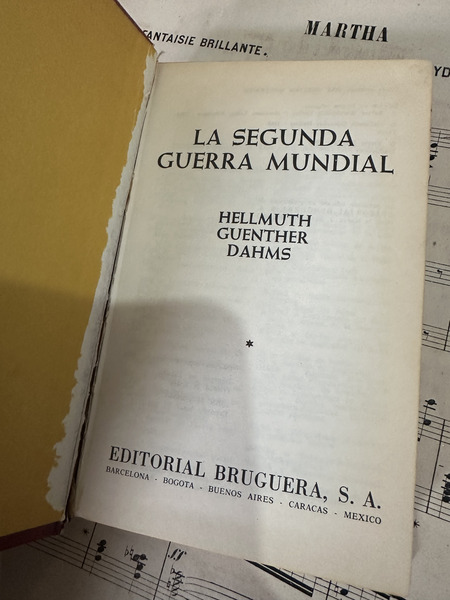 MARTHA
FANTAISIE BRILLANTE.
LA SEGUNDA
GUERRA MUNDIAL
HELLMUTH
GUENTHER
DAHMS
*
EDITORIAL BRUGUERA, S. A.
BARCELONA - BOGOTA - BUENOS AIRES - CARACAS - MEXICO